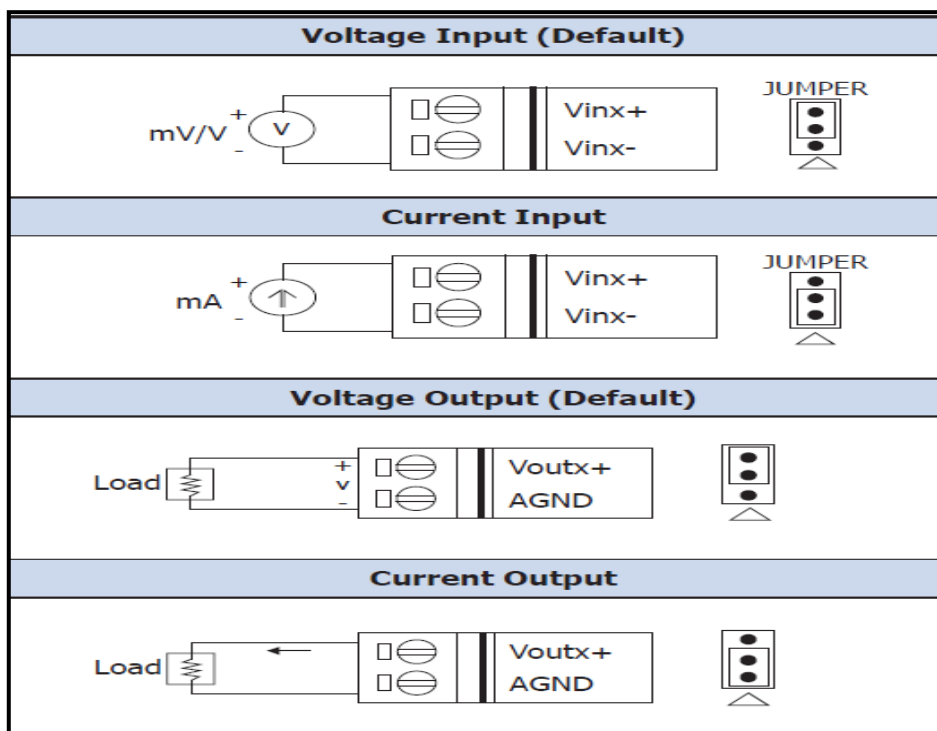 Voltage Input (Default)
JUMPER
mV/V + - V Vinx+
Vinx-
Current Input
JUMPER
mA + - Vinx+
Vinx-
Voltage Output (Default)
Load + v - Voutx+
AGND
Current Output
Load Voutx+
AGND